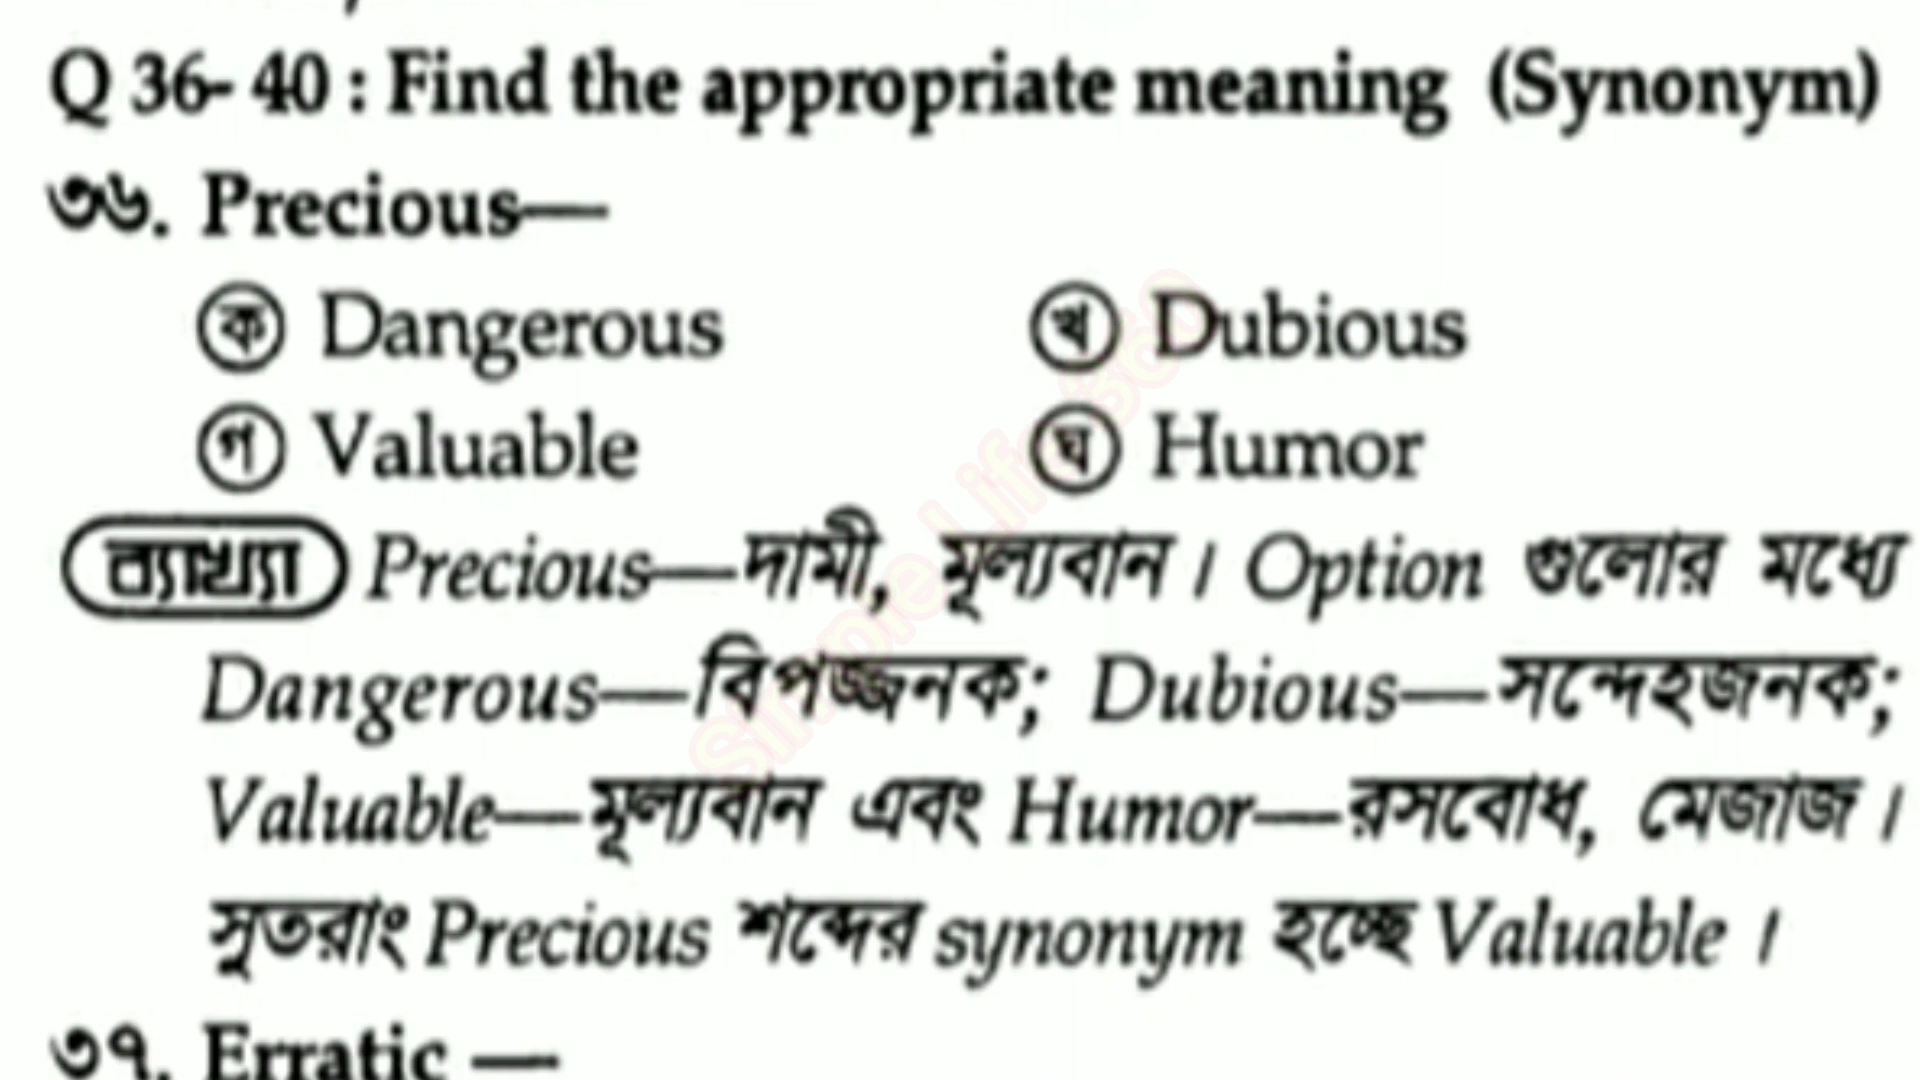 Q 36- 40 : Find the appropriate meaning (Synonym)
৩৬. Precious—
ক Dangerous খ Dubious
গ Valuable ঘ Humor
ব্যাখ্যা Precious—দামী, মূল্যবান। Option গুলোর মধ্যে
Dangerous—বিপজ্জনক; Dubious—সন্দেহজনক;
Valuable—মূল্যবান এবং Humor—রসবোধ, মেজাজ।
সুতরাং Precious শব্দের synonym হচ্ছে Valuable।
৩৭. Erratic —